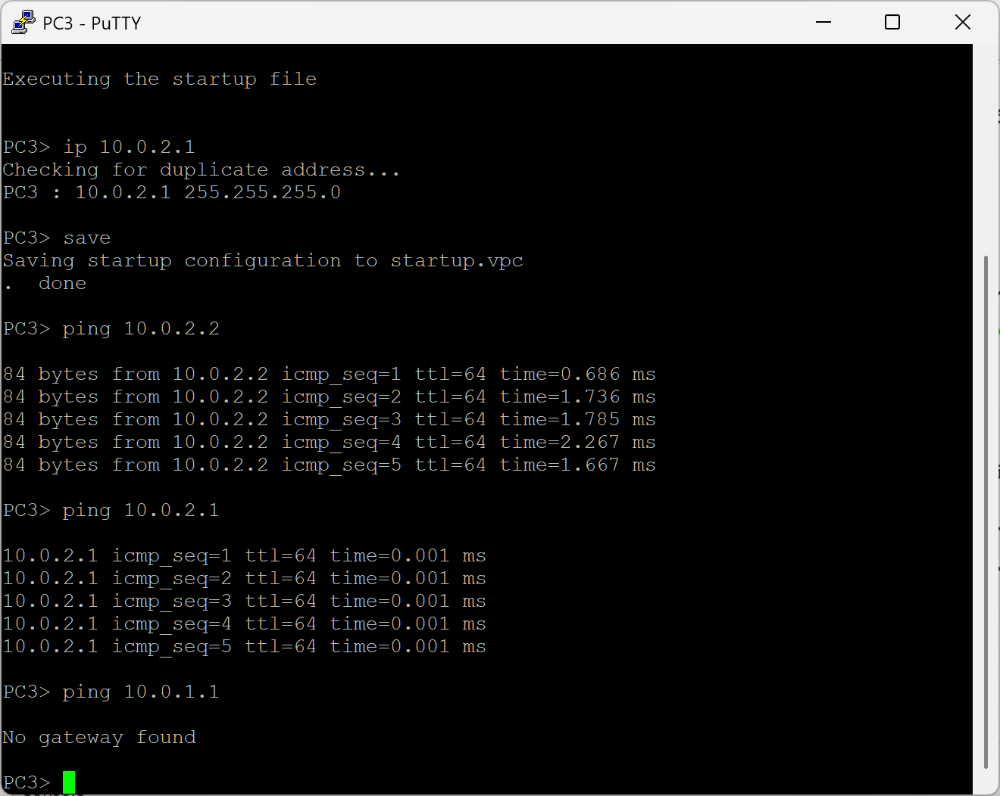 PC3 - PuTTY
Executing the startup file
PC3> ip 10.0.2.1
Checking for duplicate address...
PC3 : 10.0.2.1 255.255.255.0
PC3> save
Saving startup configuration to startup.vpc
.  done
PC3> ping 10.0.2.2
84 bytes from 10.0.2.2 icmp_seq=1 ttl=64 time=0.686 ms
84 bytes from 10.0.2.2 icmp_seq=2 ttl=64 time=1.736 ms
84 bytes from 10.0.2.2 icmp_seq=3 ttl=64 time=1.785 ms
84 bytes from 10.0.2.2 icmp_seq=4 ttl=64 time=2.267 ms
84 bytes from 10.0.2.2 icmp_seq=5 ttl=64 time=1.667 ms
PC3> ping 10.0.2.1
10.0.2.1 icmp_seq=1 ttl=64 time=0.001 ms
10.0.2.1 icmp_seq=2 ttl=64 time=0.001 ms
10.0.2.1 icmp_seq=3 ttl=64 time=0.001 ms
10.0.2.1 icmp_seq=4 ttl=64 time=0.001 ms
10.0.2.1 icmp_seq=5 ttl=64 time=0.001 ms
PC3> ping 10.0.1.1
No gateway found
PC3>